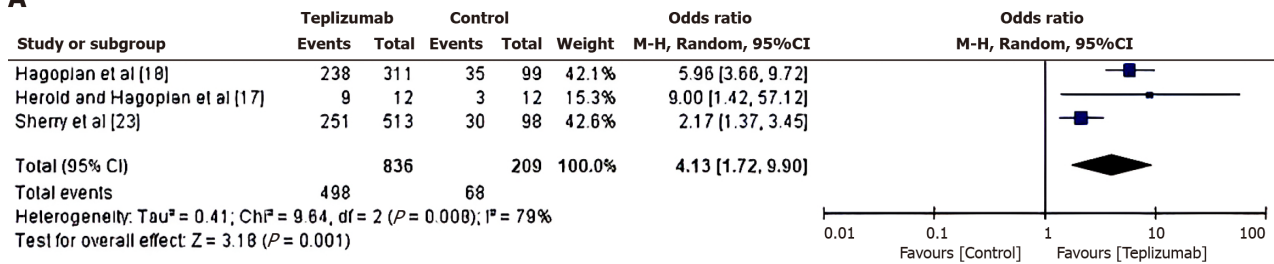 A
Teplizumab Control Odds ratio Odds ratio
Study or subgroup Events Total Events Total Weight M-H, Random, 95%CI M-H, Random, 95%CI
Hagopian et al [18] 238 311 35 99 42.1% 5.96 [3.66, 9.72]
Herold and Hagopian et al [17] 9 12 3 12 15.3% 9.00 [1.42, 57.12]
Sherry et al [23] 251 513 30 98 42.6% 2.17 [1.37, 3.45]
Total (95% CI) 836 209 100.0% 4.13 [1.72, 9.90]
Total events 498 68
Heterogeneity: Tau² = 0.41; Chi² = 9.64, df = 2 (P = 0.008); I² = 79%
Test for overall effect: Z = 3.18 (P = 0.001)
0.01 0.1 1 10 100
Favours [Control] Favours [Teplizumab]